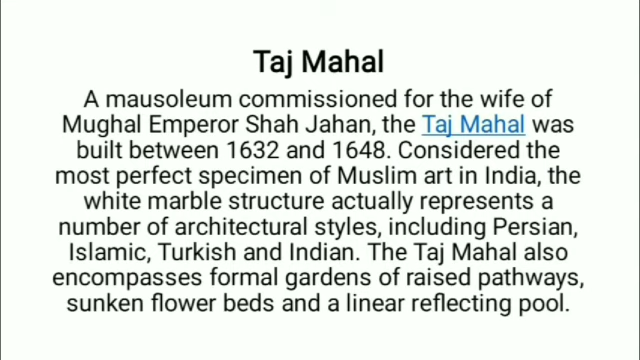 Taj Mahal
A mausoleum commissioned for the wife of
Mughal Emperor Shah Jahan, the Taj Mahal was
built between 1632 and 1648. Considered the
most perfect specimen of Muslim art in India, the
white marble structure actually represents a
number of architectural styles, including Persian,
Islamic, Turkish and Indian. The Taj Mahal also
encompasses formal gardens of raised pathways,
sunken flower beds and a linear reflecting pool.